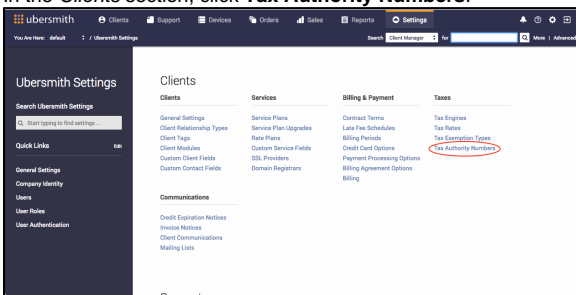 In the Clients section, click Tax Authority Numbers.
ubersmith Clients Support Devices Orders Sales Reports Settings
You Are Here: default / Ubersmith Settings Search Client Manager for More | Advanced
Ubersmith Settings
Search Ubersmith Settings
Start typing to find settings ...
Quick Links Edit
General Settings
Company Identity
Users
User Roles
User Authentication
Clients
Clients
General Settings
Client Relationship Types
Client Tags
Client Modules
Custom Client Fields
Custom Contact Fields
Services
Service Plans
Service Plan Upgrades
Rate Plans
Custom Service Fields
SSL Providers
Domain Registrars
Billing & Payment
Contract Terms
Late Fee Schedules
Billing Periods
Credit Card Options
Payment Processing Options
Billing Agreement Options
Billing
Taxes
Tax Engines
Tax Rates
Tax Exemption Types
Tax Authority Numbers
Communications
Credit Expiration Notices
Invoice Notices
Client Communications
Mailing Lists